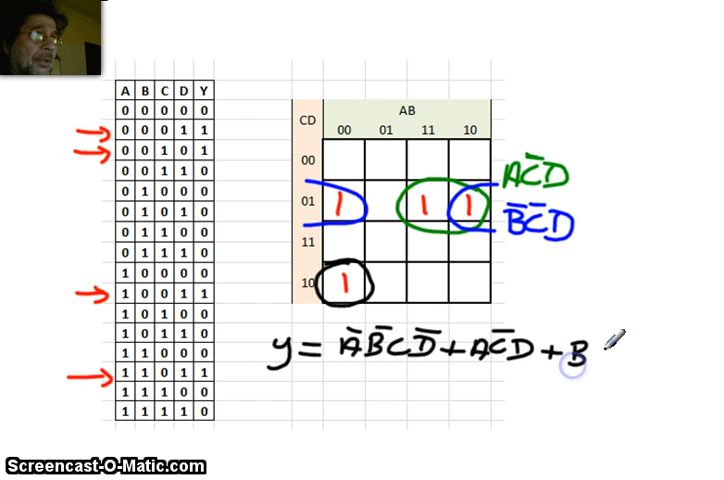 A B C D Y
0 0 0 0 0
0 0 0 1 1
0 0 1 0 1
0 0 1 1 0
0 1 0 0 0
0 1 0 1 0
0 1 1 0 0
0 1 1 1 0
1 0 0 0 0
1 0 0 1 1
1 0 1 0 0
1 0 1 1 0
1 1 0 0 0
1 1 0 1 1
1 1 1 0 0
1 1 1 1 0
AB
CD 00 01 11 10
00
01 1 1 1
11
10 1
AC̅D
B̅C̅D
y = A̅B̅CD̅ + AC̅D + B
Screencast-O-Matic.com